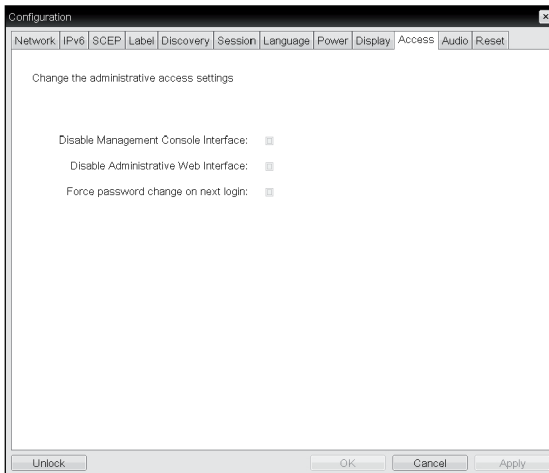 Configuration
Network IPv6 SCEP Label Discovery Session Language Power Display Access Audio Reset
Change the administrative access settings
Disable Management Console Interface:
Disable Administrative Web Interface:
Force password change on next login:
Unlock OK Cancel Apply